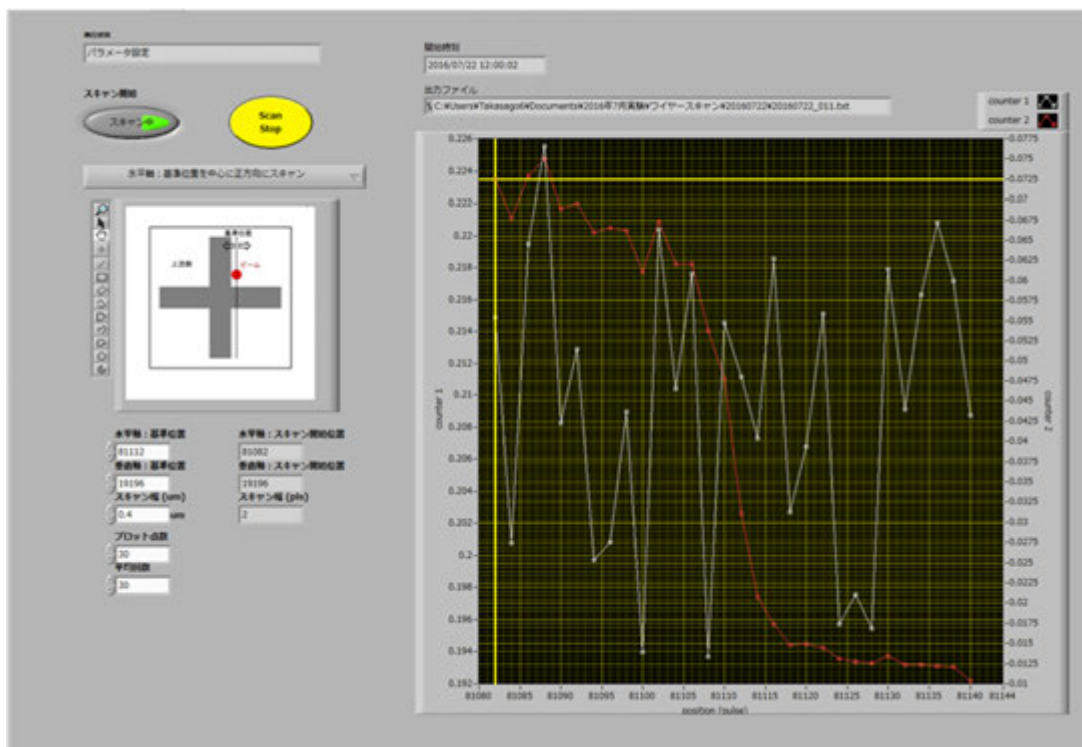 パラメータ設定
開始時刻
2016/07/22 12:00:02
スキャン開始
スキャン中
Scan
Stop
出力ファイル
C:¥Users¥Takasago6¥Documents¥2016年7月実験¥ワイヤースキャン¥20160722¥20160722_011.txt
counter 1
counter 2
水平軸：基準位置を中心に正方向にスキャン
基準位置
上流側
ビーム
水平軸：基準位置
81112
水平軸：スキャン開始位置
81082
垂直軸：基準位置
19196
垂直軸：スキャン開始位置
19196
スキャン幅 (um)
0.4
um
スキャン幅 (pls)
2
プロット点数
30
平均回数
30
counter 1
0.226
0.224
0.222
0.22
0.218
0.216
0.214
0.212
0.21
0.208
0.206
0.204
0.202
0.2
0.198
0.196
0.194
0.192
81080
81085
81090
81095
81100
81105
81110
81115
81120
81125
81130
81135
81140
81144
position (pulse)
counter 2
0.0775
0.075
0.0725
0.07
0.0675
0.065
0.0625
0.06
0.0575
0.055
0.0525
0.05
0.0475
0.045
0.0425
0.04
0.0375
0.035
0.0325
0.03
0.0275
0.025
0.0225
0.02
0.0175
0.015
0.0125
0.01